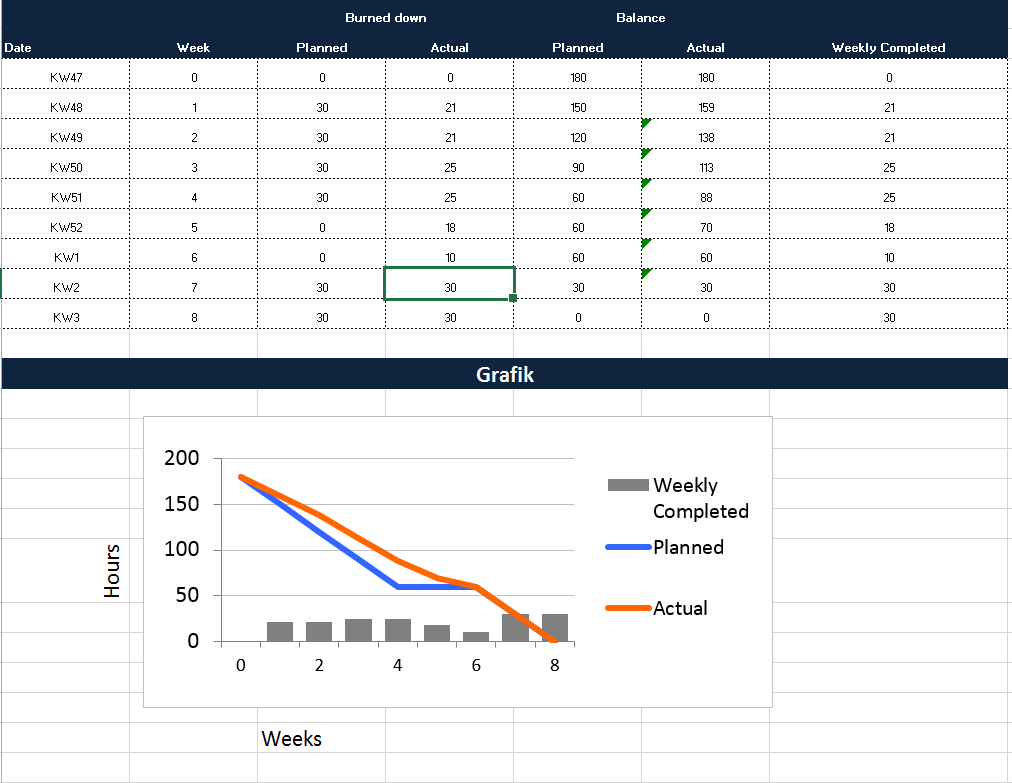 Burned down Balance
Date Week Planned Actual Planned Actual Weekly Completed
KW47 0 0 0 180 180 0
KW48 1 30 21 150 159 21
KW49 2 30 21 120 138 21
KW50 3 30 25 90 113 25
KW51 4 30 25 60 88 25
KW52 5 0 18 60 70 18
KW1 6 0 10 60 60 10
KW2 7 30 30 30 30 30
KW3 8 30 30 0 0 30
Grafik
200
150
100
50
0
Hours
0 2 4 6 8
Weeks
Weekly
Completed
Planned
Actual